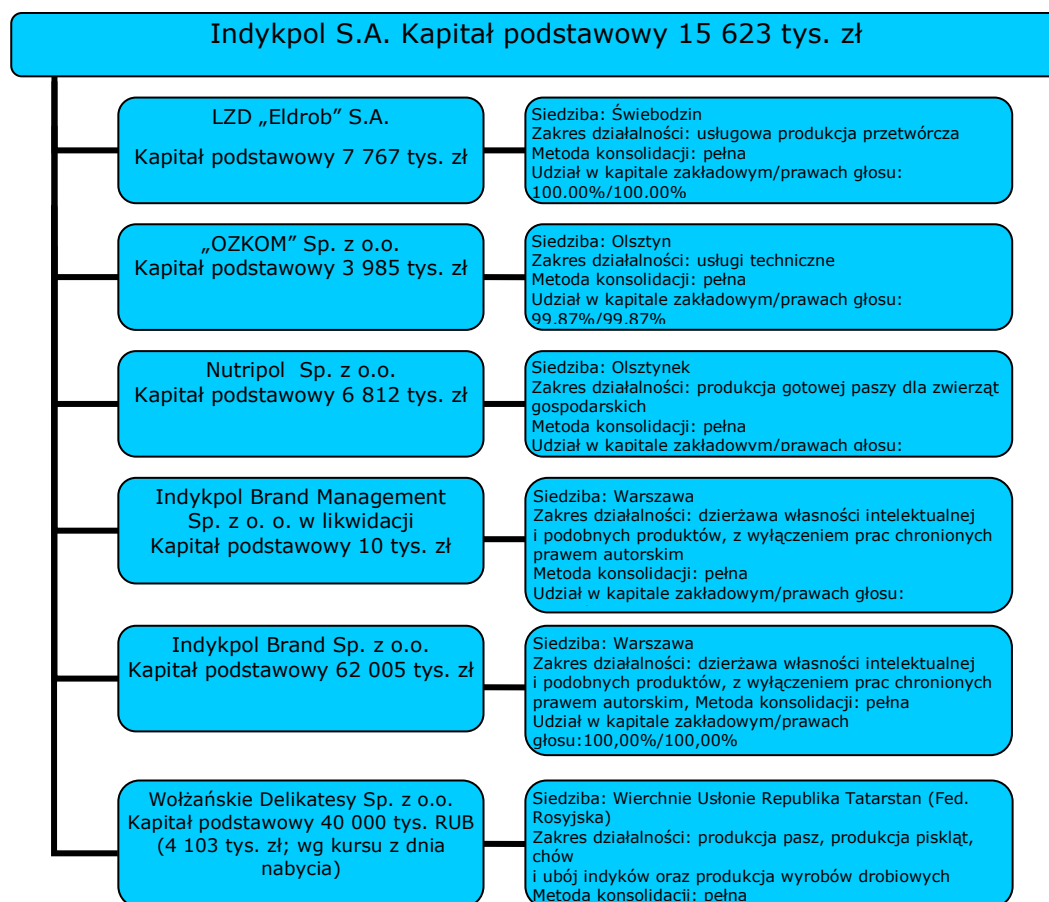 Indykpol S.A. Kapitał podstawowy 15 623 tys. zł
LZD „Eldrob” S.A.
Kapitał podstawowy 7 767 tys. zł
Siedziba: Świebodzin
Zakres działalności: usługowa produkcja przetwórcza
Metoda konsolidacji: pełna
Udział w kapitale zakładowym/prawach głosu:
100.00%/100.00%
„OZKOM” Sp. z o.o.
Kapitał podstawowy 3 985 tys. zł
Siedziba: Olsztyn
Zakres działalności: usługi techniczne
Metoda konsolidacji: pełna
Udział w kapitale zakładowym/prawach głosu:
99.87%/99.87%
Nutripol Sp. z o.o.
Kapitał podstawowy 6 812 tys. zł
Siedziba: Olsztynek
Zakres działalności: produkcja gotowej paszy dla zwierząt
gospodarskich
Metoda konsolidacji: pełna
Udział w kapitale zakładowym/prawach głosu:
Indykpol Brand Management
Sp. z o. o. w likwidacji
Kapitał podstawowy 10 tys. zł
Siedziba: Warszawa
Zakres działalności: dzierżawa własności intelektualnej
i podobnych produktów, z wyłączeniem prac chronionych
prawem autorskim
Metoda konsolidacji: pełna
Udział w kapitale zakładowym/prawach głosu:
Indykpol Brand Sp. z o.o.
Kapitał podstawowy 62 005 tys. zł
Siedziba: Warszawa
Zakres działalności: dzierżawa własności intelektualnej
i podobnych produktów, z wyłączeniem prac chronionych
prawem autorskim, Metoda konsolidacji: pełna
Udział w kapitale zakładowym/prawach
głosu:100,00%/100,00%
Wołżańskie Delikatesy Sp. z o.o.
Kapitał podstawowy 40 000 tys. RUB
(4 103 tys. zł; wg kursu z dnia
nabycia)
Siedziba: Wierchnie Usłonie Republika Tatarstan (Fed.
Rosyjska)
Zakres działalności: produkcja pasz, produkcja piskląt,
chów
i ubój indyków oraz produkcja wyrobów drobiowych
Metoda konsolidacji: pełna